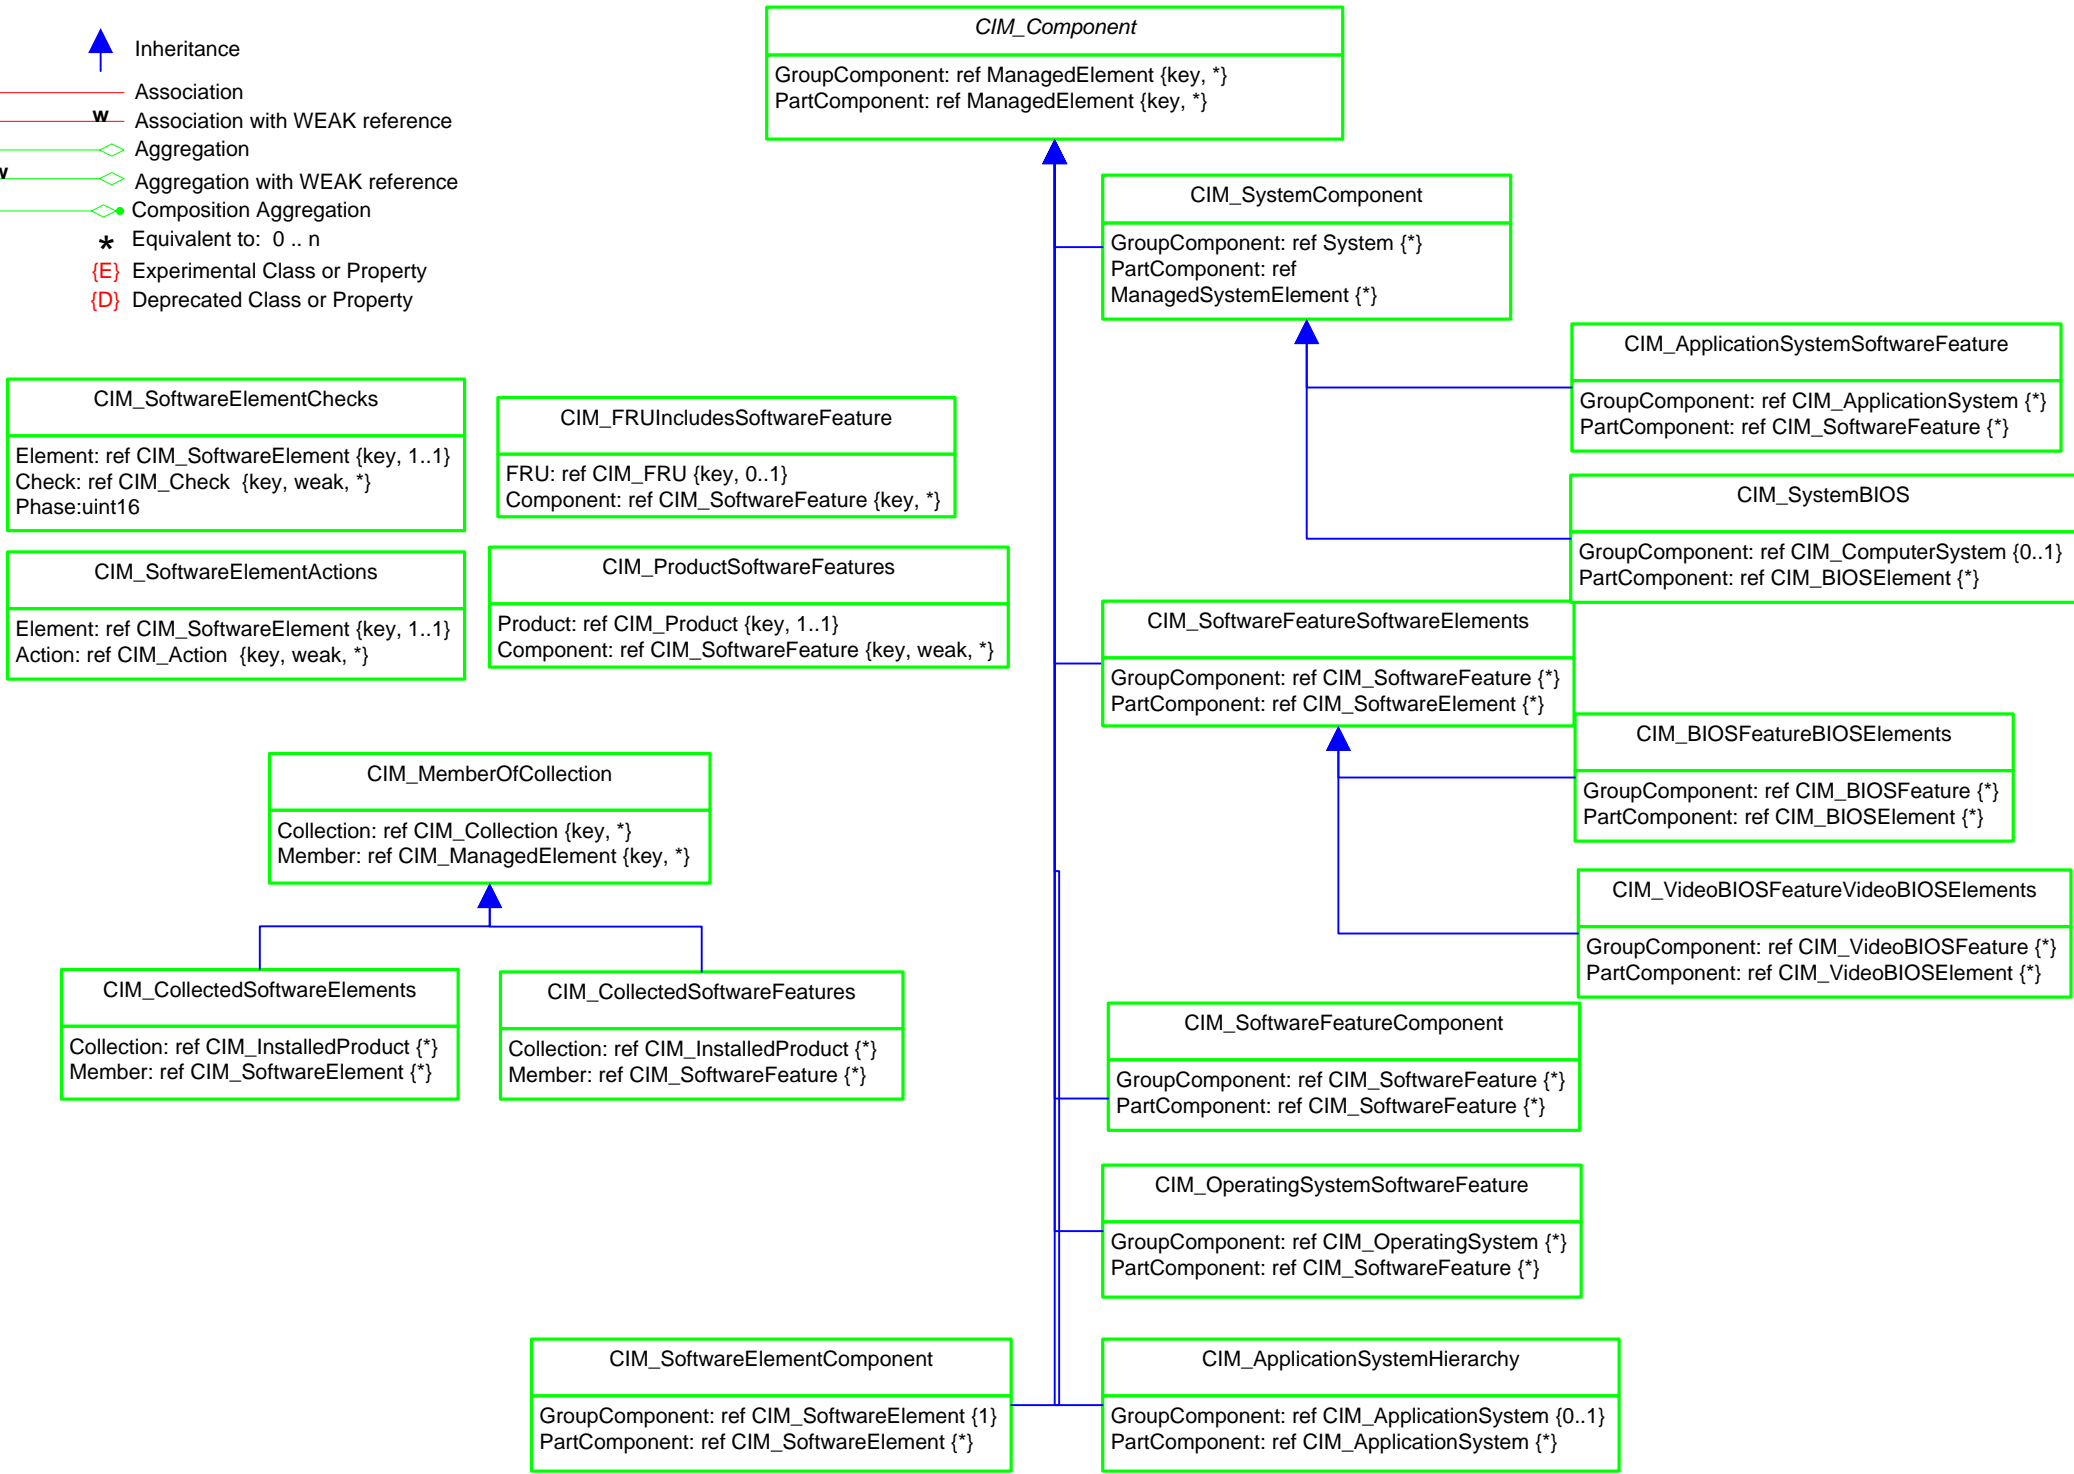 Inheritance
Association
w Association with WEAK reference
Aggregation
w Aggregation with WEAK reference
Composition Aggregation
* Equivalent to: 0 .. n
{E} Experimental Class or Property
{D} Deprecated Class or Property
CIM_Component
GroupComponent: ref ManagedElement {key, *}
PartComponent: ref ManagedElement {key, *}
CIM_SystemComponent
GroupComponent: ref System {*}
PartComponent: ref
ManagedSystemElement {*}
CIM_ApplicationSystemSoftwareFeature
GroupComponent: ref CIM_ApplicationSystem {*}
PartComponent: ref CIM_SoftwareFeature {*}
CIM_SoftwareElementChecks
Element: ref CIM_SoftwareElement {key, 1..1}
Check: ref CIM_Check {key, weak, *}
Phase:uint16
CIM_FRUIncludesSoftwareFeature
FRU: ref CIM_FRU {key, 0..1}
Component: ref CIM_SoftwareFeature {key, *}
CIM_SystemBIOS
GroupComponent: ref CIM_ComputerSystem {0..1}
PartComponent: ref CIM_BIOSElement {*}
CIM_SoftwareElementActions
Element: ref CIM_SoftwareElement {key, 1..1}
Action: ref CIM_Action {key, weak, *}
CIM_ProductSoftwareFeatures
Product: ref CIM_Product {key, 1..1}
Component: ref CIM_SoftwareFeature {key, weak, *}
CIM_SoftwareFeatureSoftwareElements
GroupComponent: ref CIM_SoftwareFeature {*}
PartComponent: ref CIM_SoftwareElement {*}
CIM_BIOSFeatureBIOSElements
GroupComponent: ref CIM_BIOSFeature {*}
PartComponent: ref CIM_BIOSElement {*}
CIM_MemberOfCollection
Collection: ref CIM_Collection {key, *}
Member: ref CIM_ManagedElement {key, *}
CIM_VideoBIOSFeatureVideoBIOSElements
GroupComponent: ref CIM_VideoBIOSFeature {*}
PartComponent: ref CIM_VideoBIOSElement {*}
CIM_CollectedSoftwareElements
Collection: ref CIM_InstalledProduct {*}
Member: ref CIM_SoftwareElement {*}
CIM_CollectedSoftwareFeatures
Collection: ref CIM_InstalledProduct {*}
Member: ref CIM_SoftwareFeature {*}
CIM_SoftwareFeatureComponent
GroupComponent: ref CIM_SoftwareFeature {*}
PartComponent: ref CIM_SoftwareFeature {*}
CIM_OperatingSystemSoftwareFeature
GroupComponent: ref CIM_OperatingSystem {*}
PartComponent: ref CIM_SoftwareFeature {*}
CIM_SoftwareElementComponent
GroupComponent: ref CIM_SoftwareElement {1}
PartComponent: ref CIM_SoftwareElement {*}
CIM_ApplicationSystemHierarchy
GroupComponent: ref CIM_ApplicationSystem {0..1}
PartComponent: ref CIM_ApplicationSystem {*}